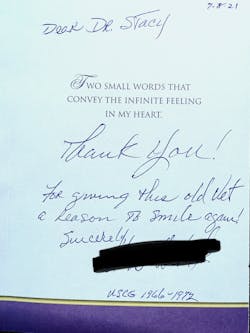 7-8-21
Dear Dr. Stacy
Two small words that
convey the infinite feeling
in my heart.
Thank You!
For giving this old Vet
a reason to smile again!
Sincerely
USCG 1966-1972